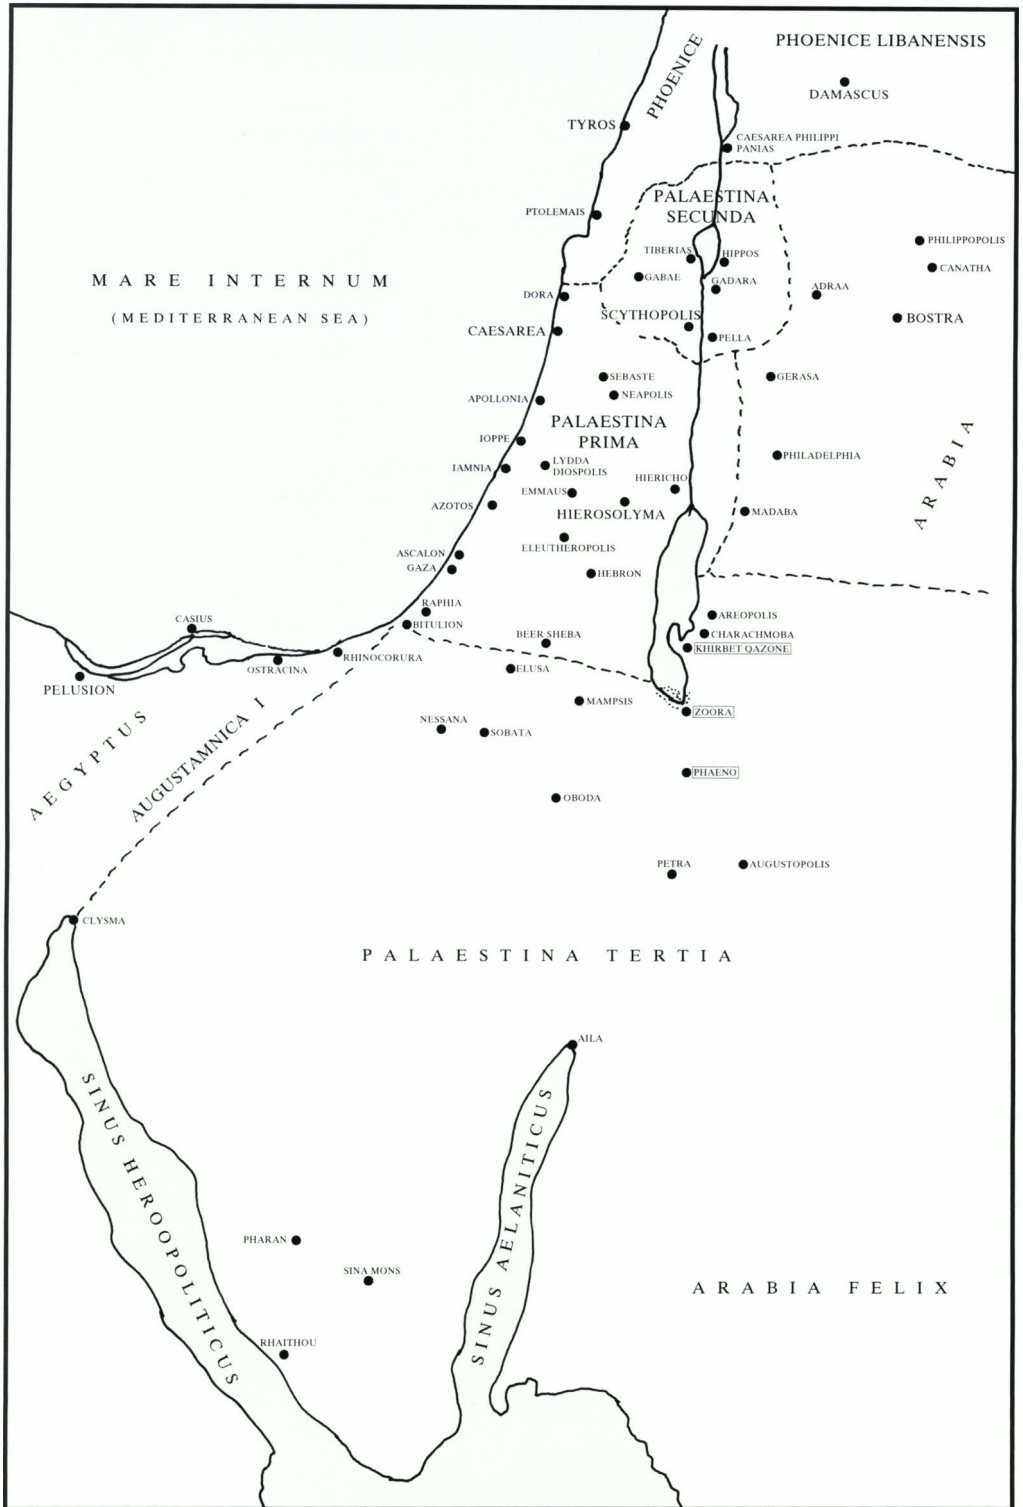 PHOENICE LIBANENSIS
PHOENICE
DAMASCUS
TYROS
CAESAREA PHILIPPI
PANIAS
PALAESTINA
SECUNDA
PTOLEMAIS
PHILIPPOPOLIS
TIBERIAS
HIPPOS
CANATHA
MARE INTERNUM
(MEDITERRANEAN SEA)
GABAE
GADARA
ADRAA
DORA
SCYTHOPOLIS
BOSTRA
CAESAREA
PELLA
SEBASTE
GERASA
NEAPOLIS
APOLLONIA
PALAESTINA
PRIMA
IOPPE
ARABIA
LYDDA
DIOSPOLIS
PHILADELPHIA
IAMNIA
HIERICHO
EMMAUS
AZOTOS
HIEROSOLYMA
MADABA
ELEUTHEROPOLIS
ASCALON
GAZA
HEBRON
RAPHIA
AREOPOLIS
CASIUS
BITULION
BEER SHEBA
CHARACHMOBA
KHIRBET QAZONE
RHINOCORURA
OSTRACINA
ELUSA
PELUSION
MAMPSIS
ZOORA
NESSANA
SOBATA
AEGYPTUS
AUGUSTAMNICA I
PHAENO
OBODA
PETRA
AUGUSTOPOLIS
CLYSMA
PALAESTINA TERTIA
AILA
SINUS HEROOPOLITICUS
SINUS AELANITICUS
PHARAN
SINA MONS
ARABIA FELIX
RHAITHOU